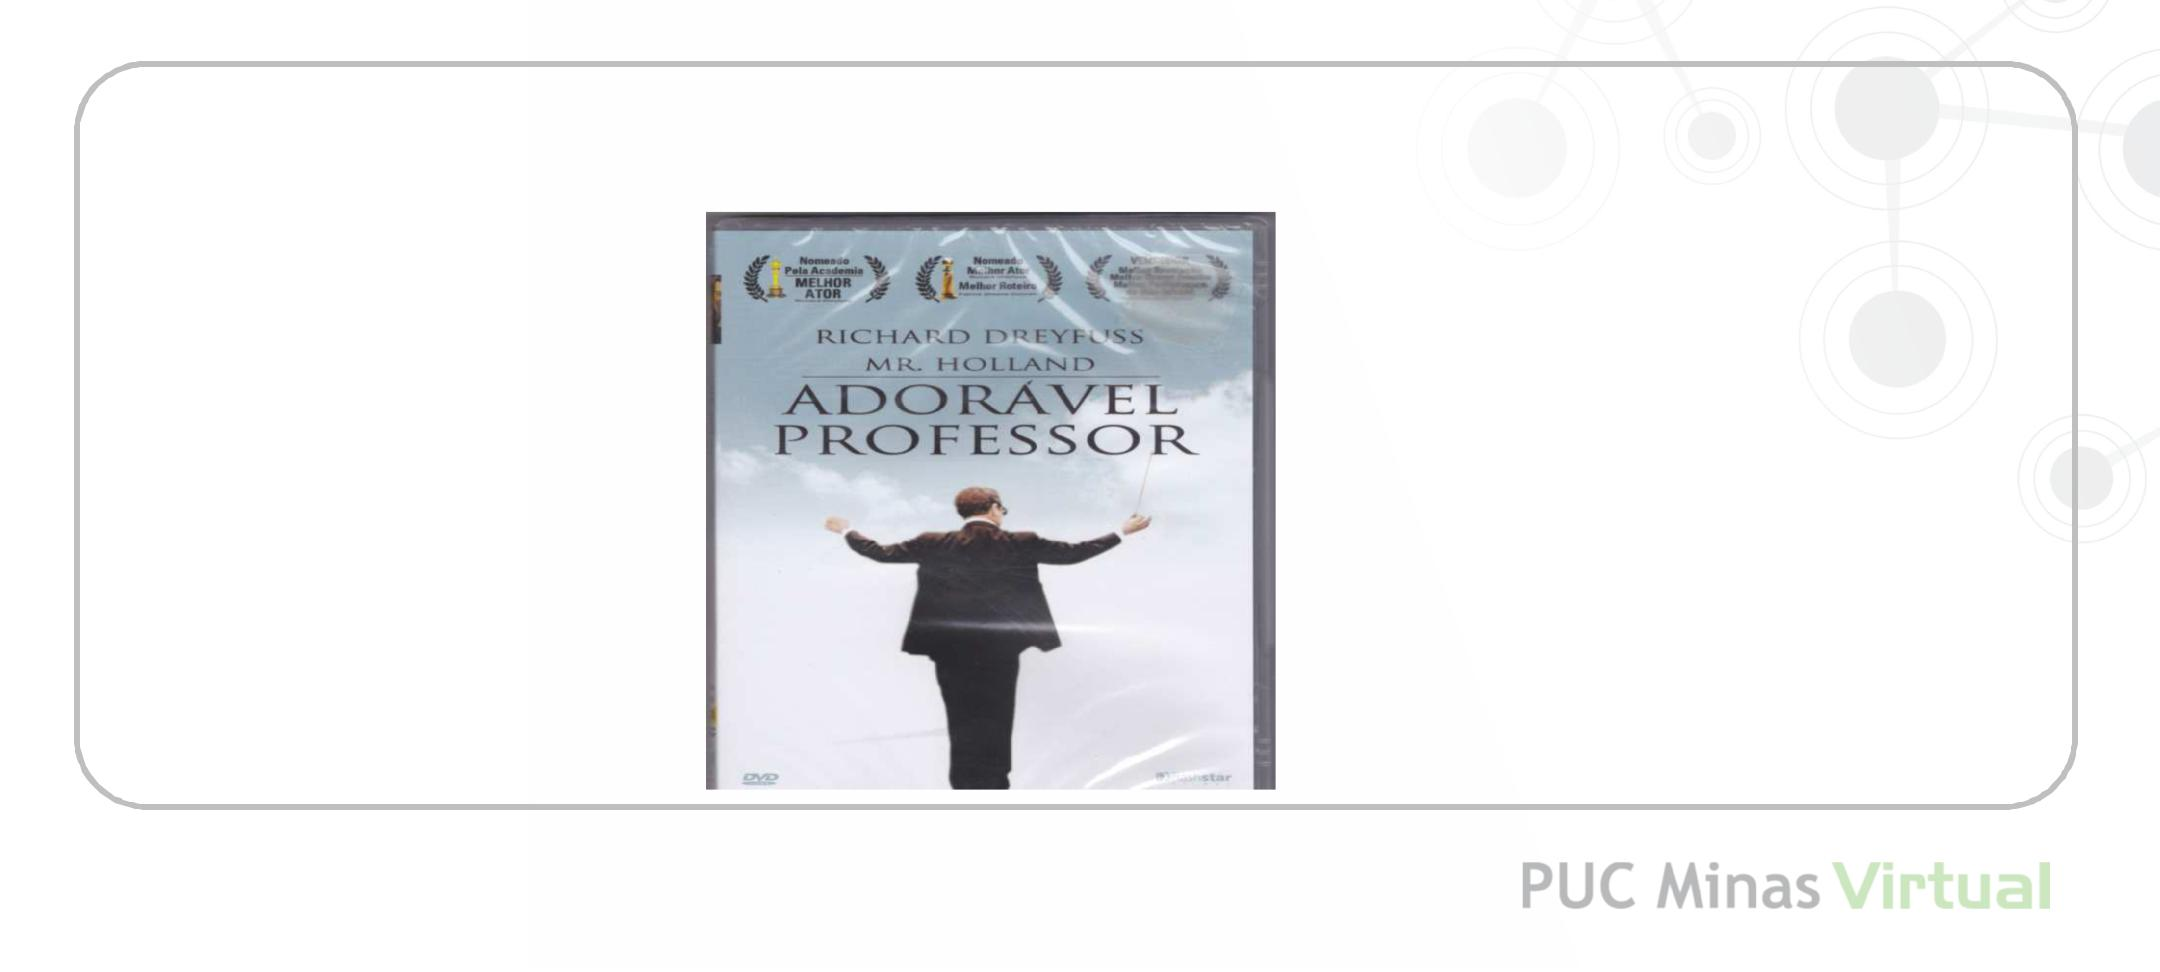 Nomeado
Pela Academia
MELHOR
ATOR
Nomeado
Melhor Ator
Melhor Roteiro
RICHARD DREYFUSS
MR. HOLLAND
ADORÁVEL
PROFESSOR
DVD
PUC Minas Virtual